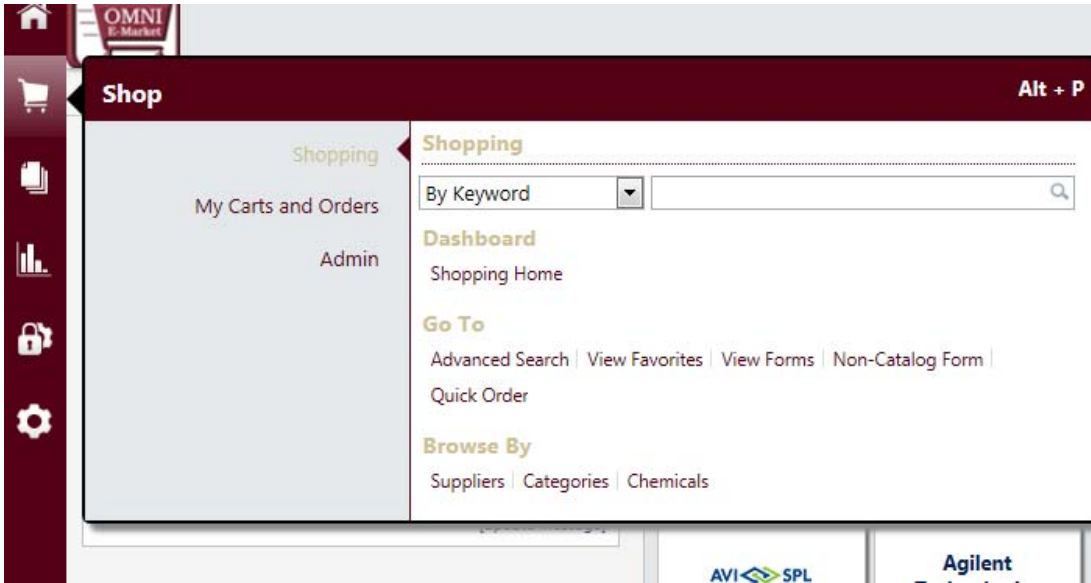 OMNI
E-Market
Shop Alt + P
Shopping
My Carts and Orders
Admin
Shopping
By Keyword
Dashboard
Shopping Home
Go To
Advanced Search View Favorites View Forms Non-Catalog Form
Quick Order
Browse By
Suppliers Categories Chemicals
AVI SPL
Agilent